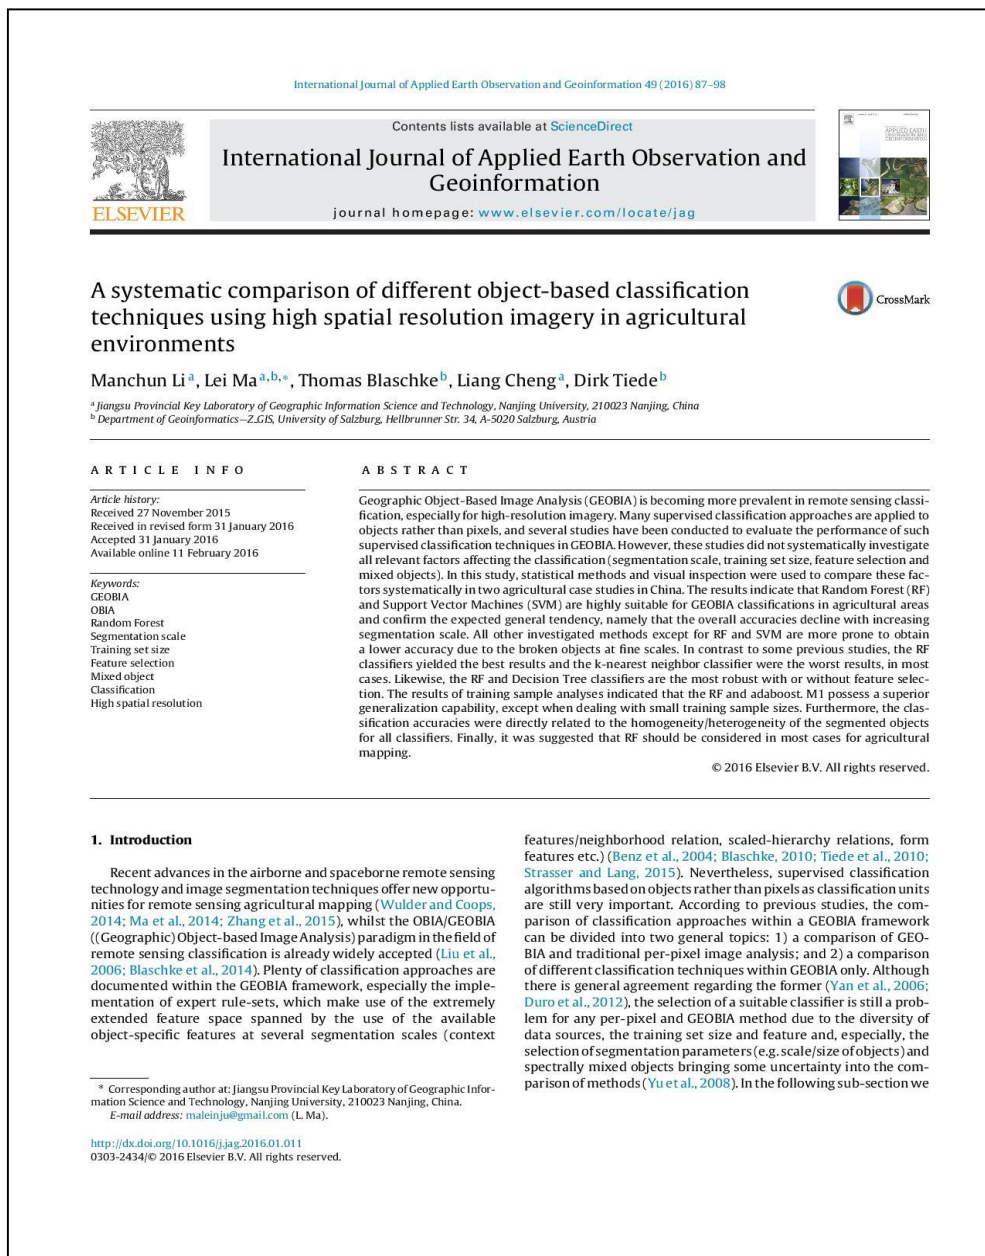 International Journal of Applied Earth Observation and Geoinformation 49 (2016) 87–98
Contents lists available at ScienceDirect
International Journal of Applied Earth Observation and
Geoinformation
journal homepage: www.elsevier.com/locate/jag
ELSEVIER
APPLIED EARTH
OBSERVATION AND
GEOINFORMATION
A systematic comparison of different object-based classification
techniques using high spatial resolution imagery in agricultural
environments
CrossMark
Manchun Li a, Lei Ma a,b,*, Thomas Blaschke b, Liang Cheng a, Dirk Tiede b
a Jiangsu Provincial Key Laboratory of Geographic Information Science and Technology, Nanjing University, 210023 Nanjing, China
b Department of Geoinformatics—Z_GIS, University of Salzburg, Hellbrunner Str. 34, A-5020 Salzburg, Austria
ARTICLE INFO
Article history:
Received 27 November 2015
Received in revised form 31 January 2016
Accepted 31 January 2016
Available online 11 February 2016
Keywords:
GEOBIA
OBIA
Random Forest
Segmentation scale
Training set size
Feature selection
Mixed object
Classification
High spatial resolution
ABSTRACT
Geographic Object-Based Image Analysis (GEOBIA) is becoming more prevalent in remote sensing classi-
fication, especially for high-resolution imagery. Many supervised classification approaches are applied to
objects rather than pixels, and several studies have been conducted to evaluate the performance of such
supervised classification techniques in GEOBIA. However, these studies did not systematically investigate
all relevant factors affecting the classification (segmentation scale, training set size, feature selection and
mixed objects). In this study, statistical methods and visual inspection were used to compare these fac-
tors systematically in two agricultural case studies in China. The results indicate that Random Forest (RF)
and Support Vector Machines (SVM) are highly suitable for GEOBIA classifications in agricultural areas
and confirm the expected general tendency, namely that the overall accuracies decline with increasing
segmentation scale. All other investigated methods except for RF and SVM are more prone to obtain
a lower accuracy due to the broken objects at fine scales. In contrast to some previous studies, the RF
classifiers yielded the best results and the k-nearest neighbor classifier were the worst results, in most
cases. Likewise, the RF and Decision Tree classifiers are the most robust with or without feature selec-
tion. The results of training sample analyses indicated that the RF and adaboost. M1 possess a superior
generalization capability, except when dealing with small training sample sizes. Furthermore, the clas-
sification accuracies were directly related to the homogeneity/heterogeneity of the segmented objects
for all classifiers. Finally, it was suggested that RF should be considered in most cases for agricultural
mapping.
© 2016 Elsevier B.V. All rights reserved.
1. Introduction
Recent advances in the airborne and spaceborne remote sensing
technology and image segmentation techniques offer new opportu-
nities for remote sensing agricultural mapping (Wulder and Coops,
2014; Ma et al., 2014; Zhang et al., 2015), whilst the OBIA/GEOBIA
((Geographic) Object-based Image Analysis) paradigm in the field of
remote sensing classification is already widely accepted (Liu et al.,
2006; Blaschke et al., 2014). Plenty of classification approaches are
documented within the GEOBIA framework, especially the imple-
mentation of expert rule-sets, which make use of the extremely
extended feature space spanned by the use of the available
object-specific features at several segmentation scales (context
* Corresponding author at: Jiangsu Provincial Key Laboratory of Geographic Infor-
mation Science and Technology, Nanjing University, 210023 Nanjing, China.
E-mail address: maleinju@gmail.com (L. Ma).
http://dx.doi.org/10.1016/j.jag.2016.01.011
0303-2434/© 2016 Elsevier B.V. All rights reserved.
features/neighborhood relation, scaled-hierarchy relations, form
features etc.) (Benz et al., 2004; Blaschke, 2010; Tiede et al., 2010;
Strasser and Lang, 2015). Nevertheless, supervised classification
algorithms based on objects rather than pixels as classification units
are still very important. According to previous studies, the com-
parison of classification approaches within a GEOBIA framework
can be divided into two general topics: 1) a comparison of GEO-
BIA and traditional per-pixel image analysis; and 2) a comparison
of different classification techniques within GEOBIA only. Although
there is general agreement regarding the former (Yan et al., 2006;
Duro et al., 2012), the selection of a suitable classifier is still a prob-
lem for any per-pixel and GEOBIA method due to the diversity of
data sources, the training set size and feature and, especially, the
selection of segmentation parameters (e.g. scale/size of objects) and
spectrally mixed objects bringing some uncertainty into the com-
parison of methods (Yu et al., 2008). In the following sub-section we